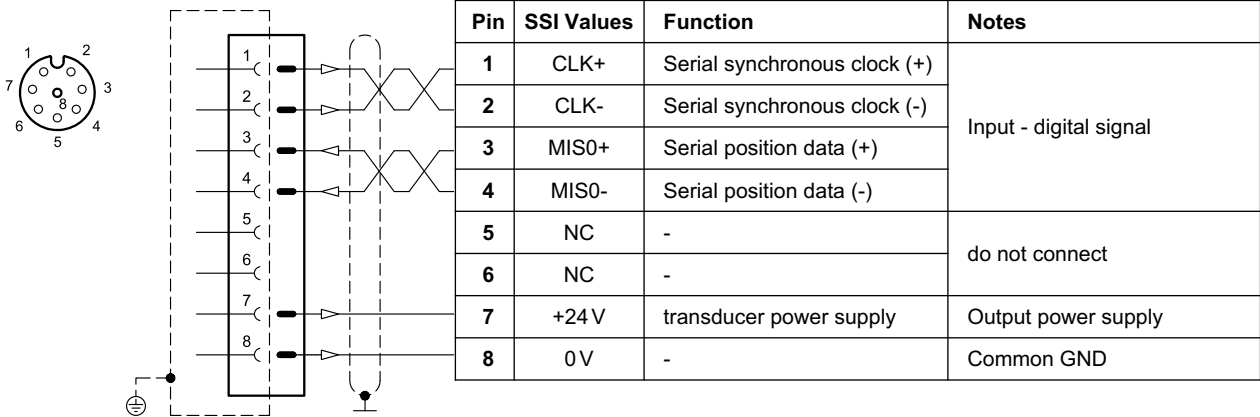 1 2
7 3
8
6 4
5
1
2
3
4
5
6
7
8
Pin SSI Values Function Notes
1 CLK+ Serial synchronous clock (+)
2 CLK- Serial synchronous clock (-)
Input - digital signal
3 MIS0+ Serial position data (+)
4 MIS0- Serial position data (-)
5 NC -
do not connect
6 NC -
7 +24 V transducer power supply Output power supply
8 0 V - Common GND